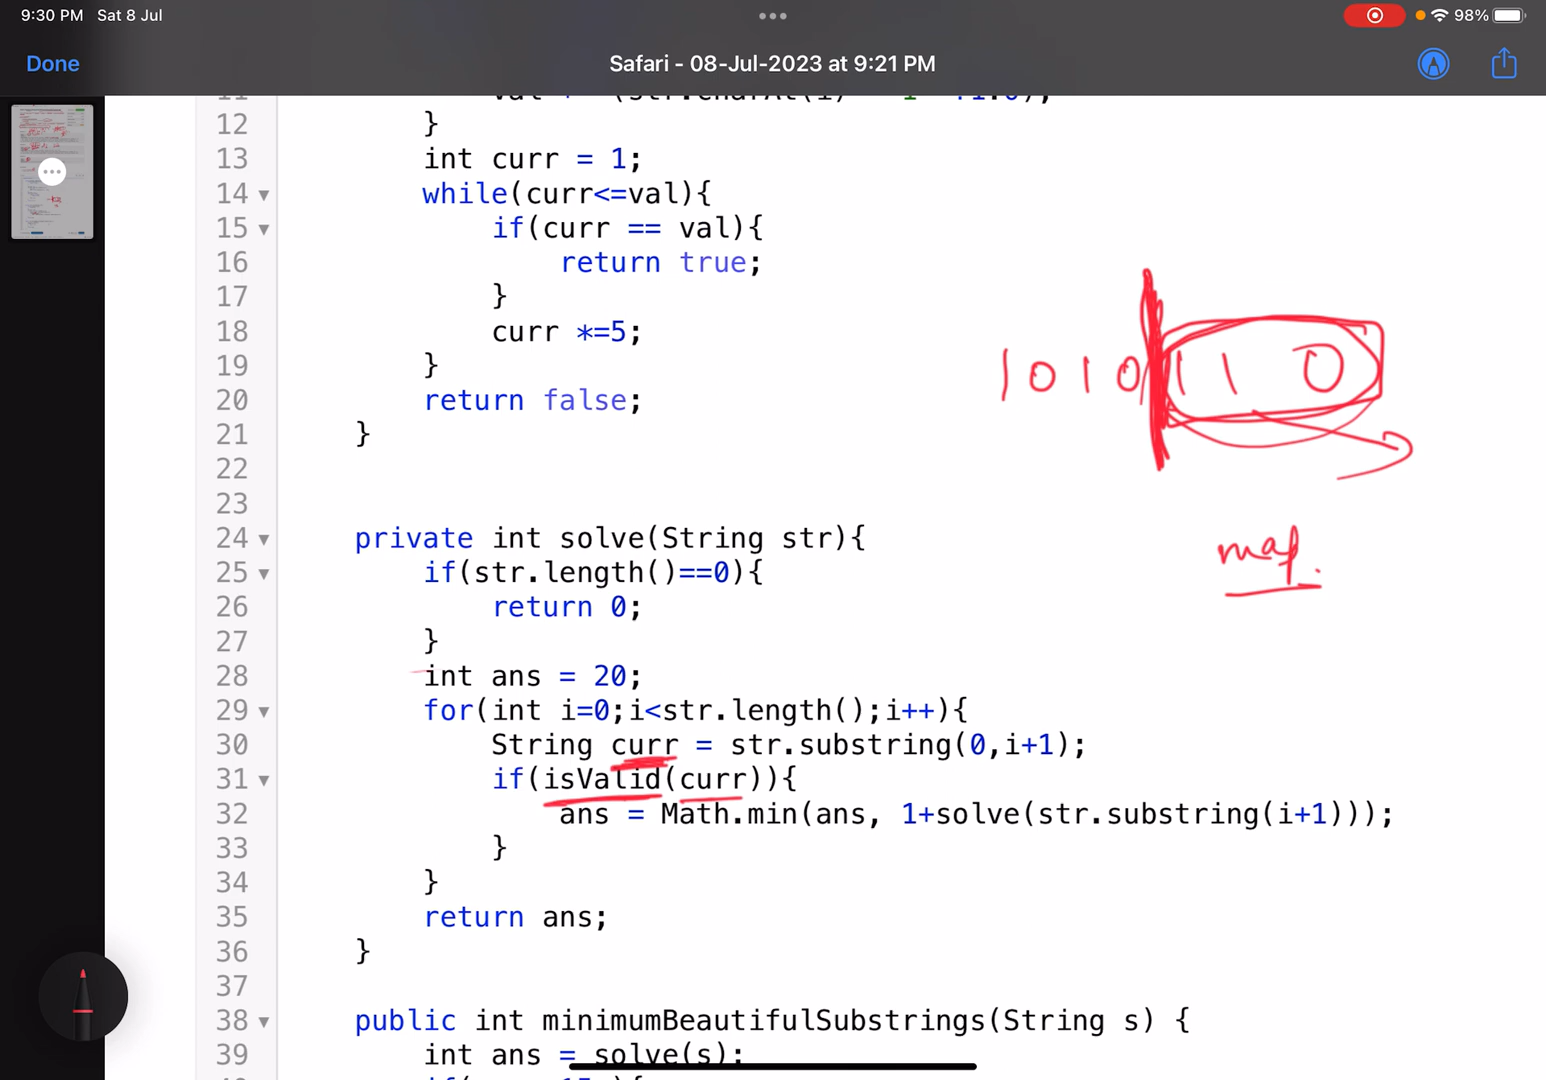 9:30 PM Sat 8 Jul
98%
Done
Safari - 08-Jul-2023 at 9:21 PM
11
12 }
13 int curr = 1;
14 while(curr<=val){
15 if(curr == val){
16 return true;
17 }
18 curr *=5;
19 }
20 return false;
21 }
22
23
24 private int solve(String str){
25 if(str.length()==0){
26 return 0;
27 }
28 int ans = 20;
29 for(int i=0;i<str.length();i++){
30 String curr = str.substring(0,i+1);
31 if(isValid(curr)){
32 ans = Math.min(ans, 1+solve(str.substring(i+1)));
33 }
34 }
35 return ans;
36 }
37
38 public int minimumBeautifulSubstrings(String s) {
39 int ans = solve(s);
1010 110
map.